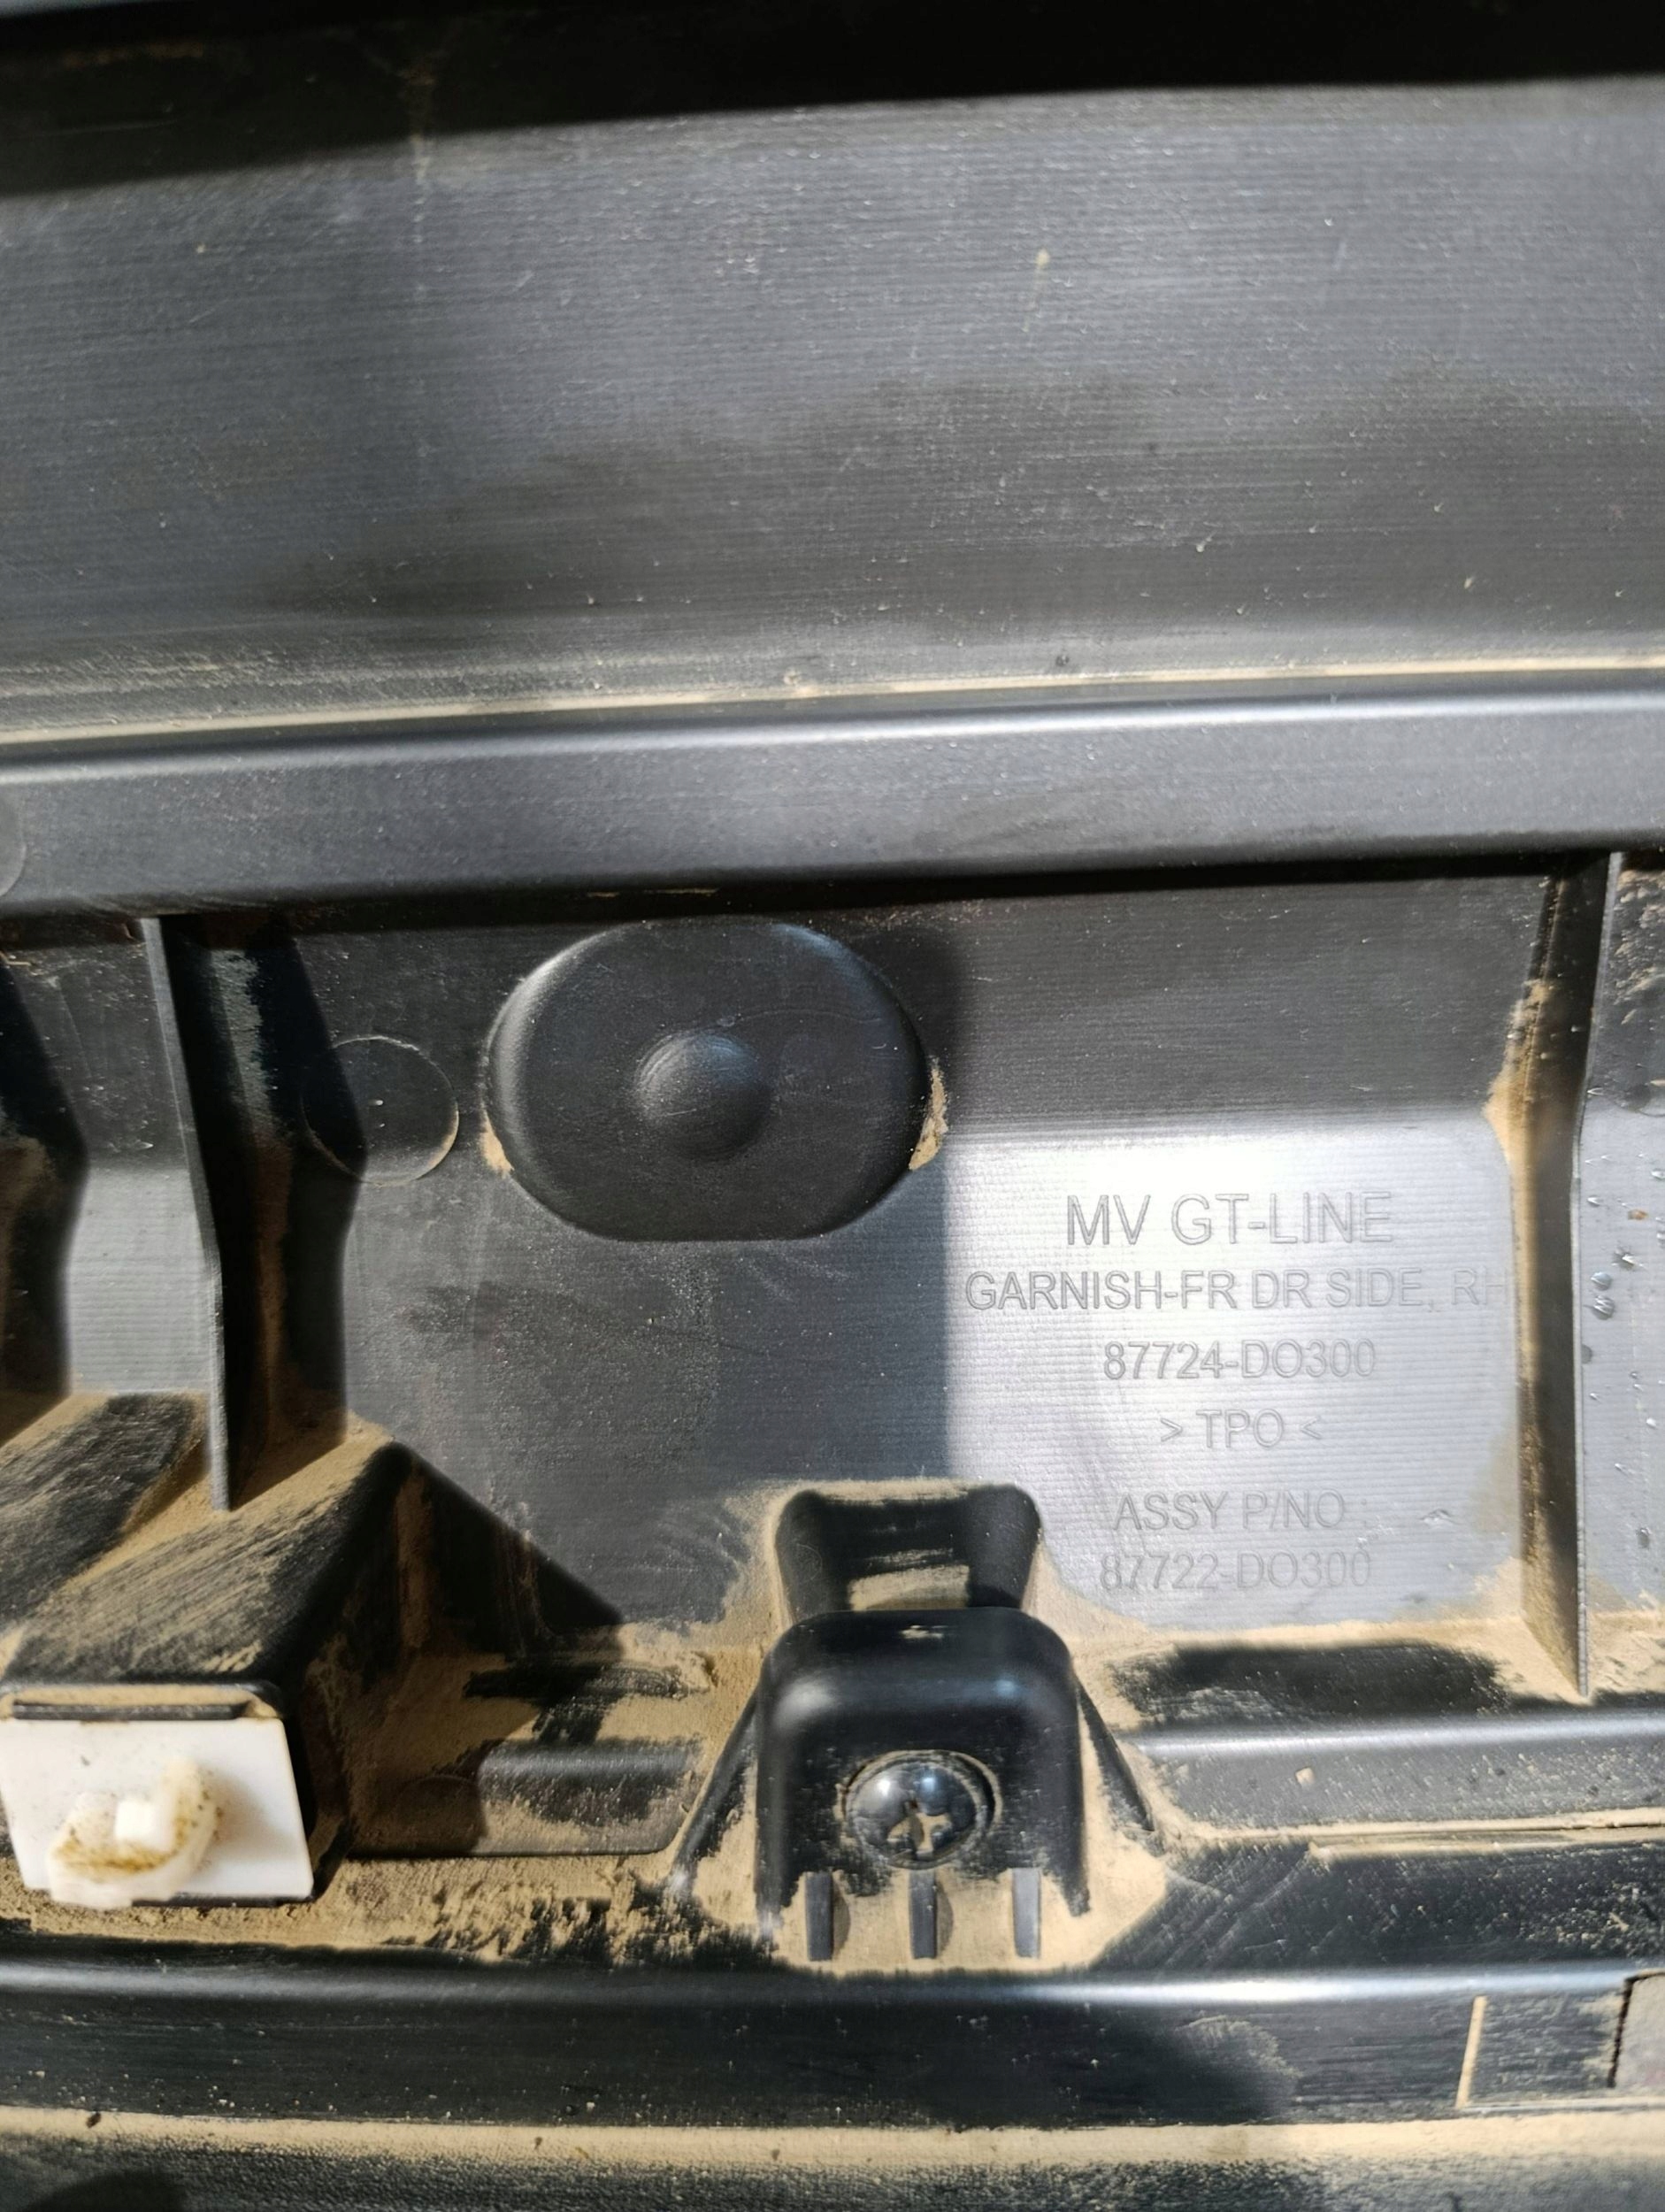 MV GT-LINE
GARNISH-FR DR SIDE, RH
87724-DO300
> TPO <
ASSY P/NO :
87722-DO300